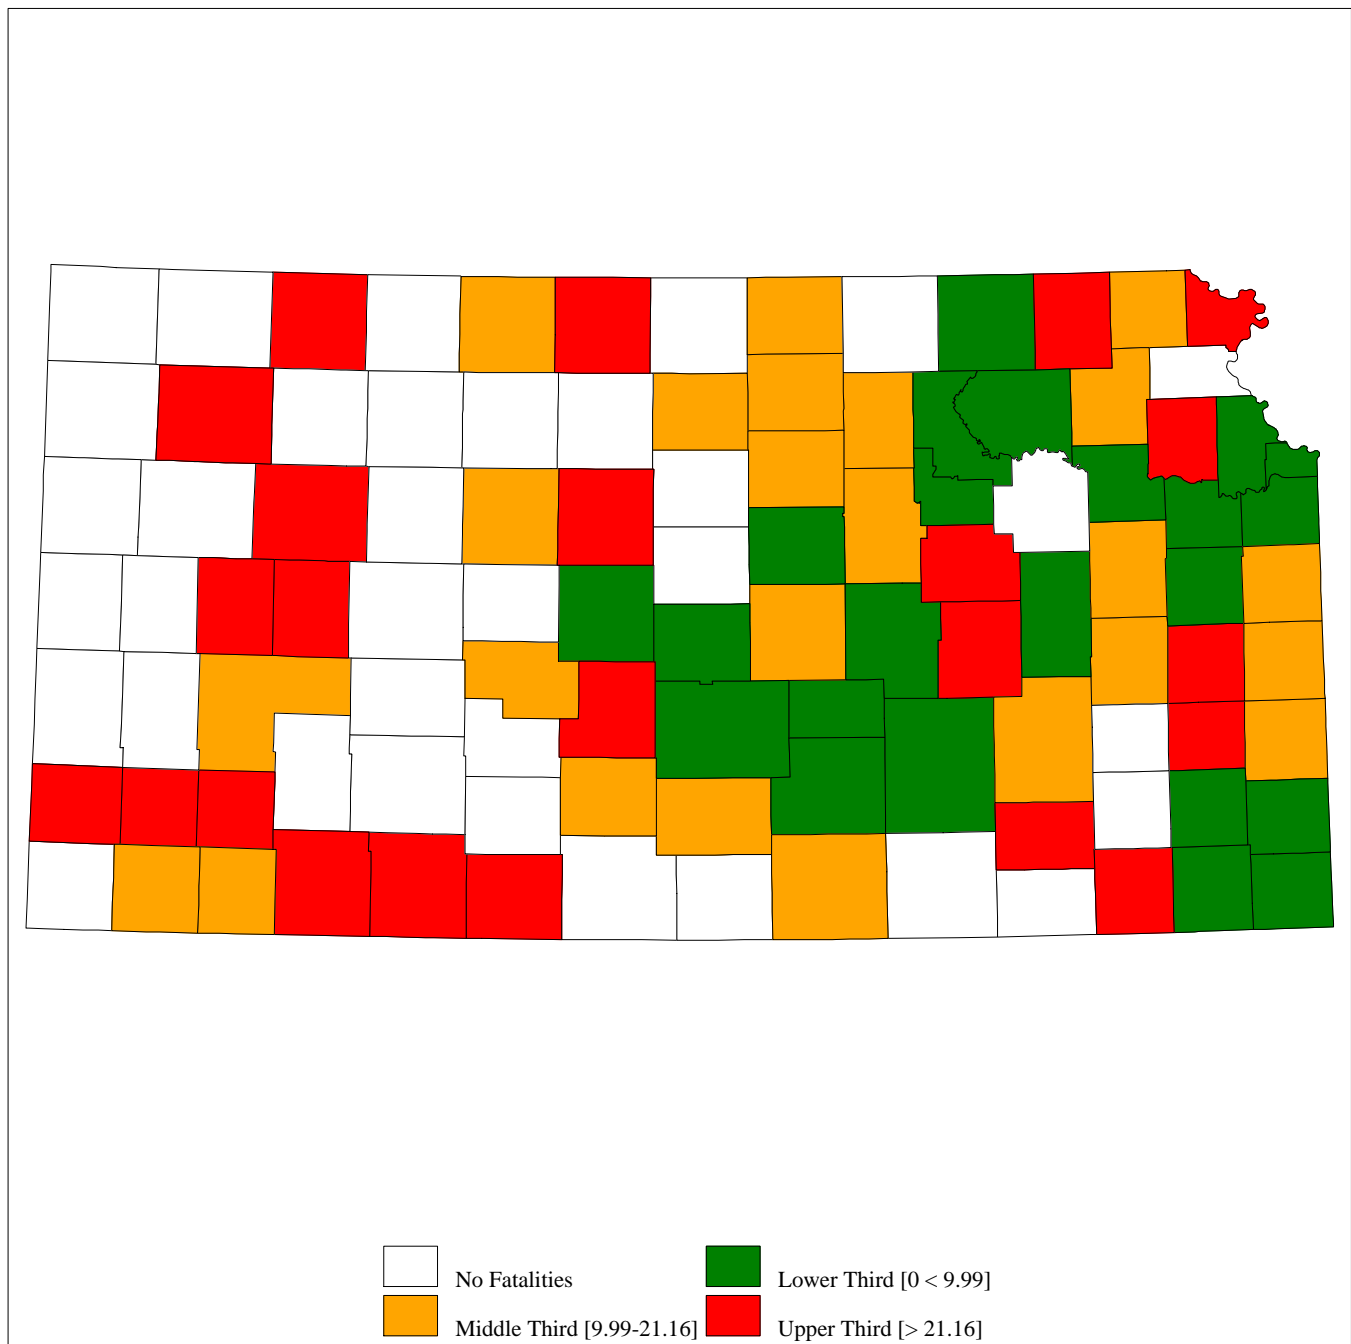 No Fatalities
Lower Third [0 < 9.99]
Middle Third [9.99-21.16]
Upper Third [> 21.16]